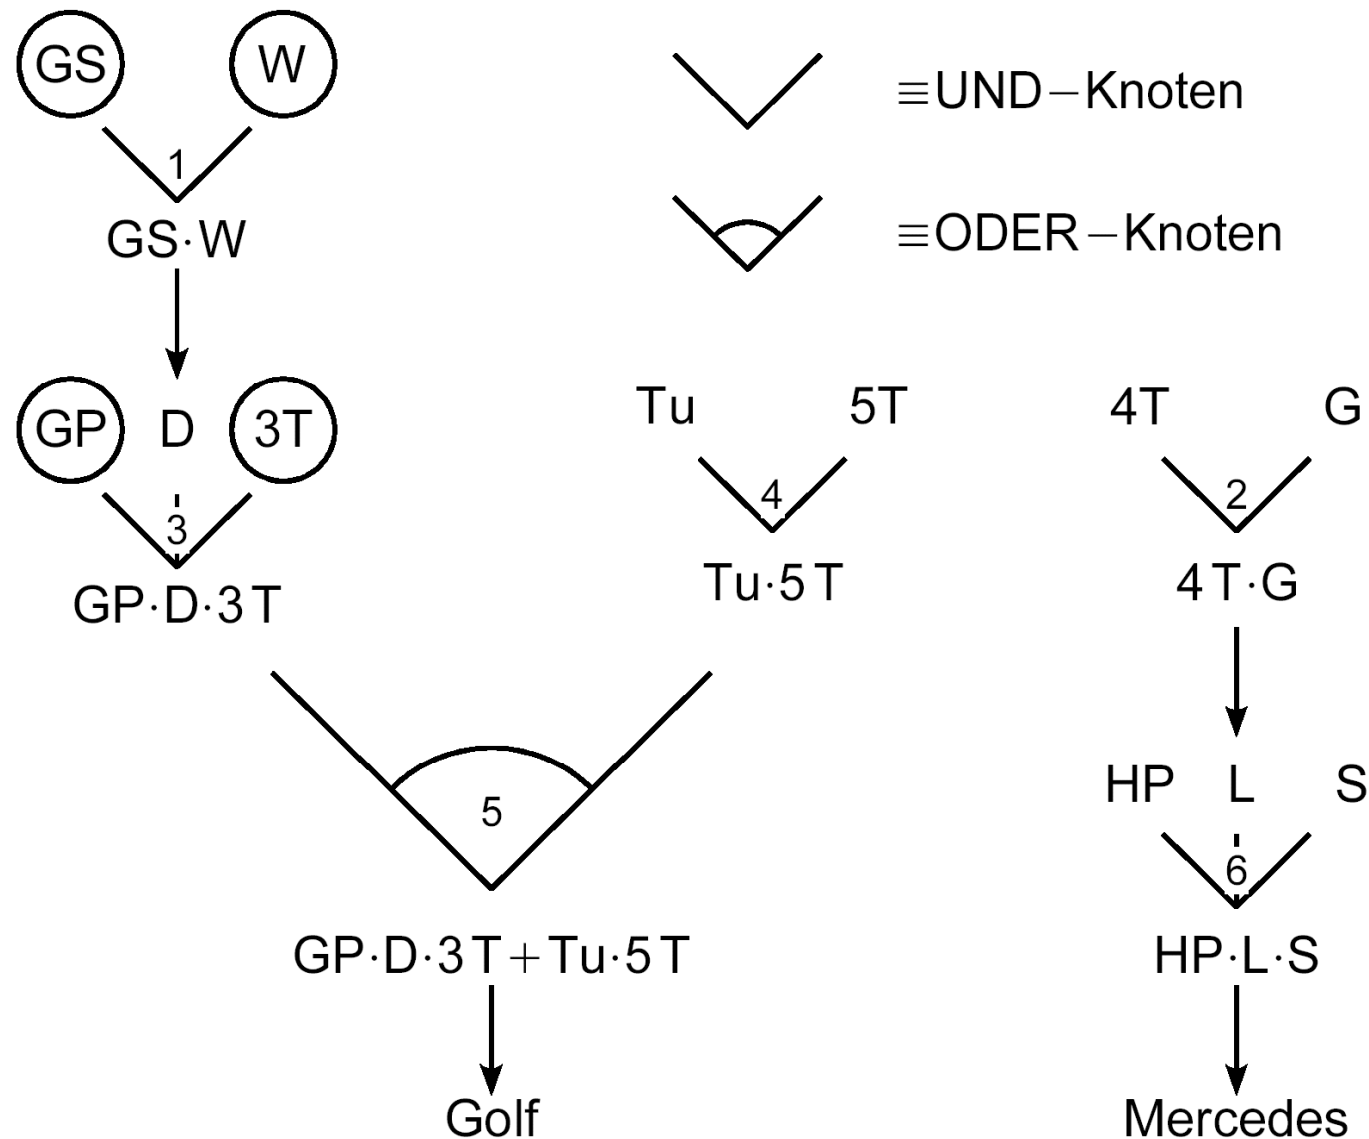 GS W
1
GS·W
≡UND–Knoten
≡ODER–Knoten
GP D 3T
3
GP·D·3T
Tu 5T
4
Tu·5T
4T G
2
4T·G
HP L S
6
HP·L·S
5
GP·D·3T+Tu·5T
Golf
Mercedes